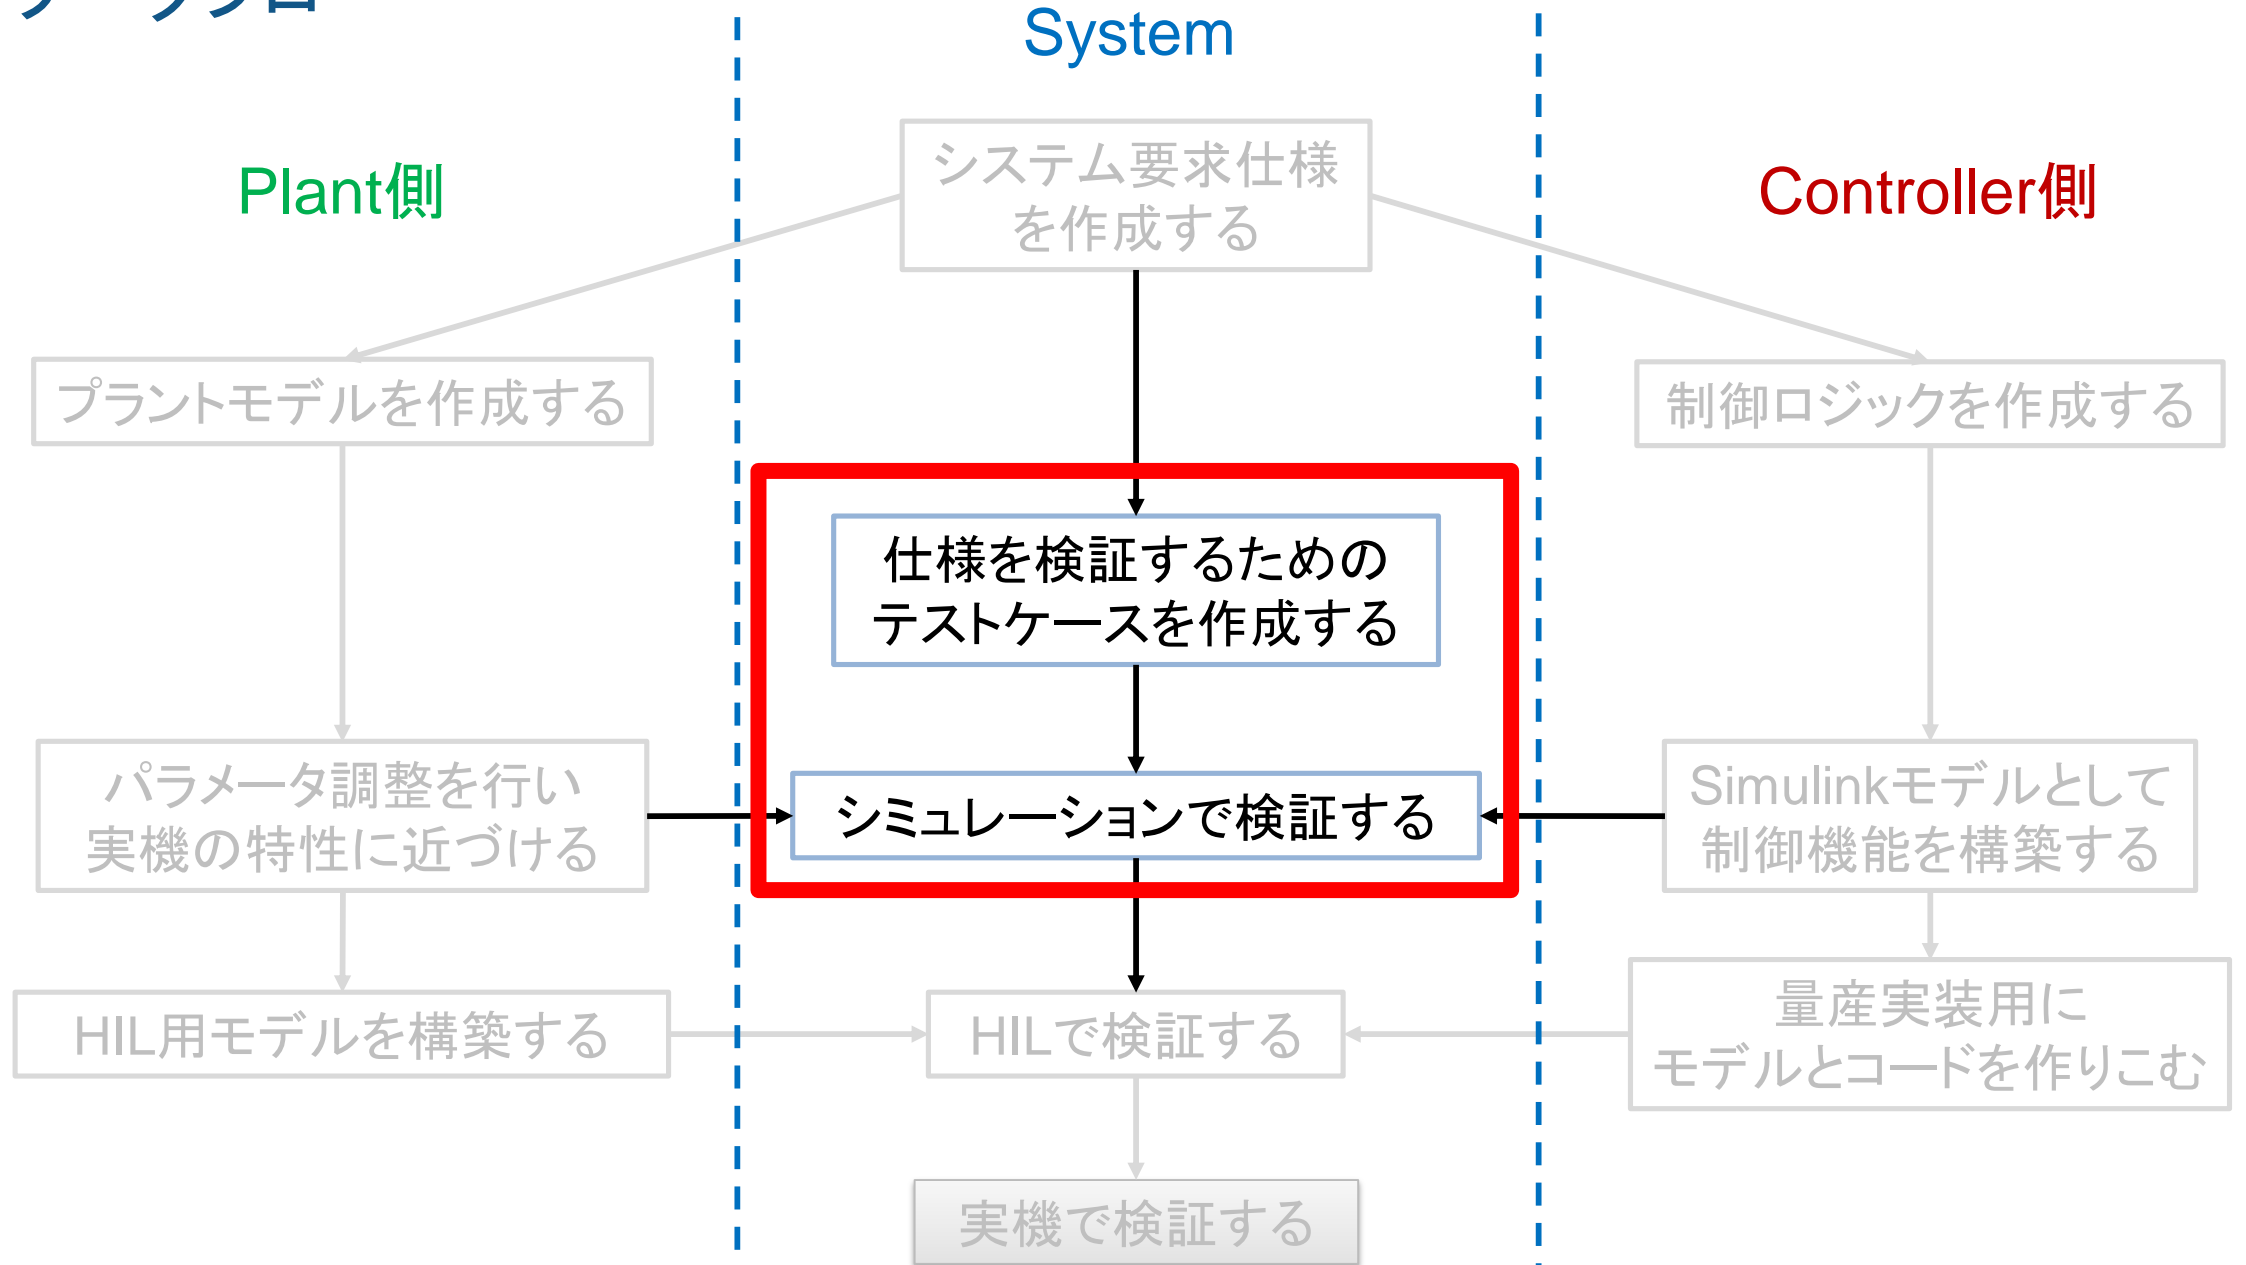 System
Plant側
Controller側
システム要求仕様
を作成する
プラントモデルを作成する
制御ロジックを作成する
仕様を検証するための
テストケースを作成する
パラメータ調整を行い
実機の特性に近づける
シミュレーションで検証する
Simulinkモデルとして
制御機能を構築する
HIL用モデルを構築する
HILで検証する
量産実装用に
モデルとコードを作りこむ
実機で検証する